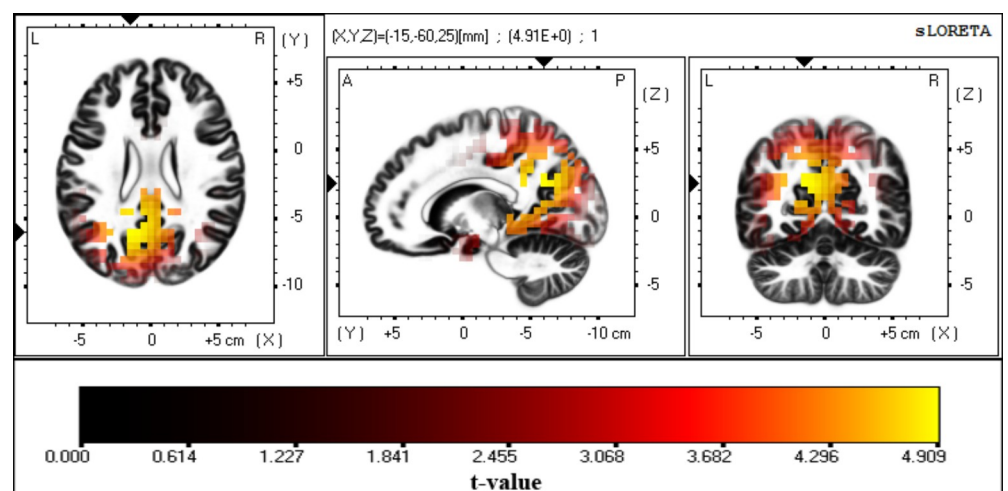 (X,Y,Z)=(-15,-60,25)[mm] ; (4.91E+0) ; 1
sLORETA
L R (Y)
+5
0
-5
-10
-5 0 +5 cm (X)
A P (Z)
+5
0
-5
(Y) +5 0 -5 -10 cm
L R (Z)
+5
0
-5
-5 0 +5 cm (X)
0.000 0.614 1.227 1.841 2.455 3.068 3.682 4.296 4.909
t-value